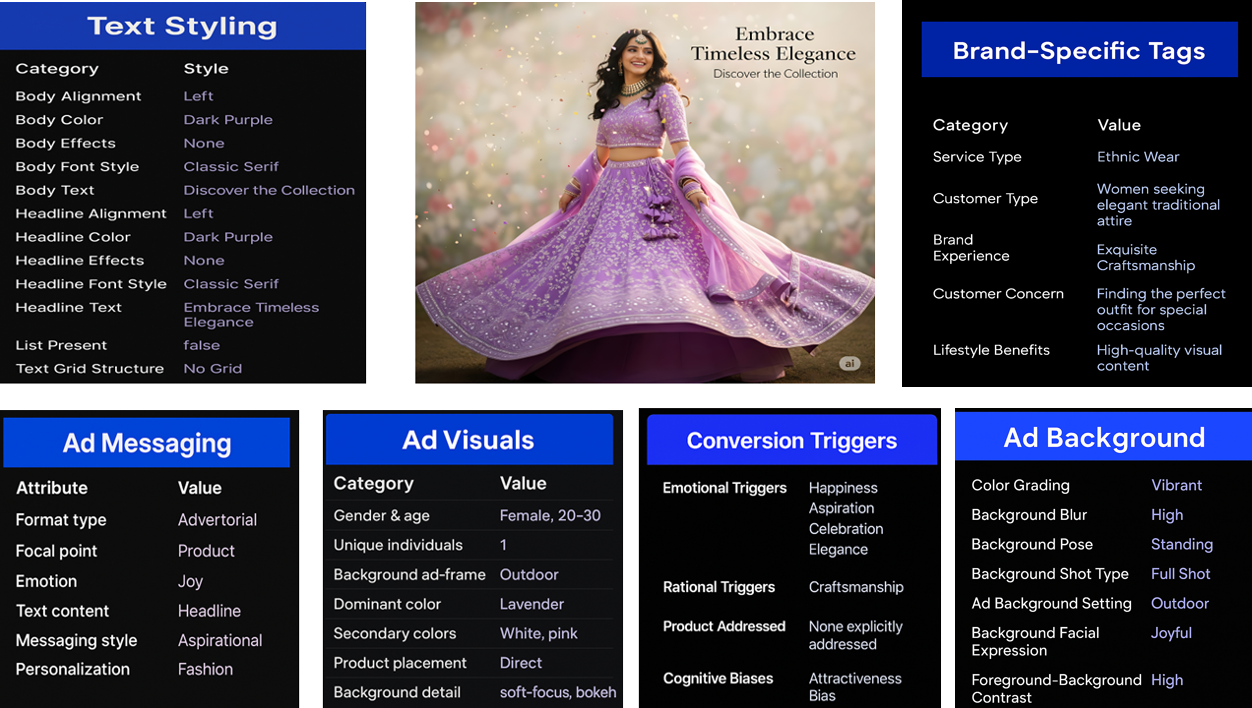 Text Styling
Category Style
Body Alignment Left
Body Color Dark Purple
Body Effects None
Body Font Style Classic Serif
Body Text Discover the Collection
Headline Alignment Left
Headline Color Dark Purple
Headline Effects None
Headline Font Style Classic Serif
Headline Text Embrace Timeless
Elegance
List Present false
Text Grid Structure No Grid
Embrace
Timeless Elegance
Discover the Collection
ai
Brand-Specific Tags
Category Value
Service Type Ethnic Wear
Customer Type Women seeking
elegant traditional
attire
Brand
Experience Exquisite
Craftsmanship
Customer Concern Finding the perfect
outfit for special
occasions
Lifestyle Benefits High-quality visual
content
Ad Messaging
Attribute Value
Format type Advertorial
Focal point Product
Emotion Joy
Text content Headline
Messaging style Aspirational
Personalization Fashion
Ad Visuals
Category Value
Gender & age Female, 20-30
Unique individuals 1
Background ad-frame Outdoor
Dominant color Lavender
Secondary colors White, pink
Product placement Direct
Background detail soft-focus, bokeh
Conversion Triggers
Emotional Triggers Happiness
Aspiration
Celebration
Elegance
Rational Triggers Craftsmanship
Product Addressed None explicitly
addressed
Cognitive Biases Attractiveness
Bias
Ad Background
Color Grading Vibrant
Background Blur High
Background Pose Standing
Background Shot Type Full Shot
Ad Background Setting Outdoor
Background Facial Joyful
Expression
Foreground-Background High
Contrast